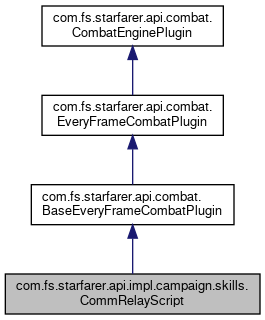 com.fs.starfarer.api.combat.
CombatEnginePlugin
com.fs.starfarer.api.combat.
EveryFrameCombatPlugin
com.fs.starfarer.api.combat.
BaseEveryFrameCombatPlugin
com.fs.starfarer.api.impl.campaign.skills.
CommRelayScript